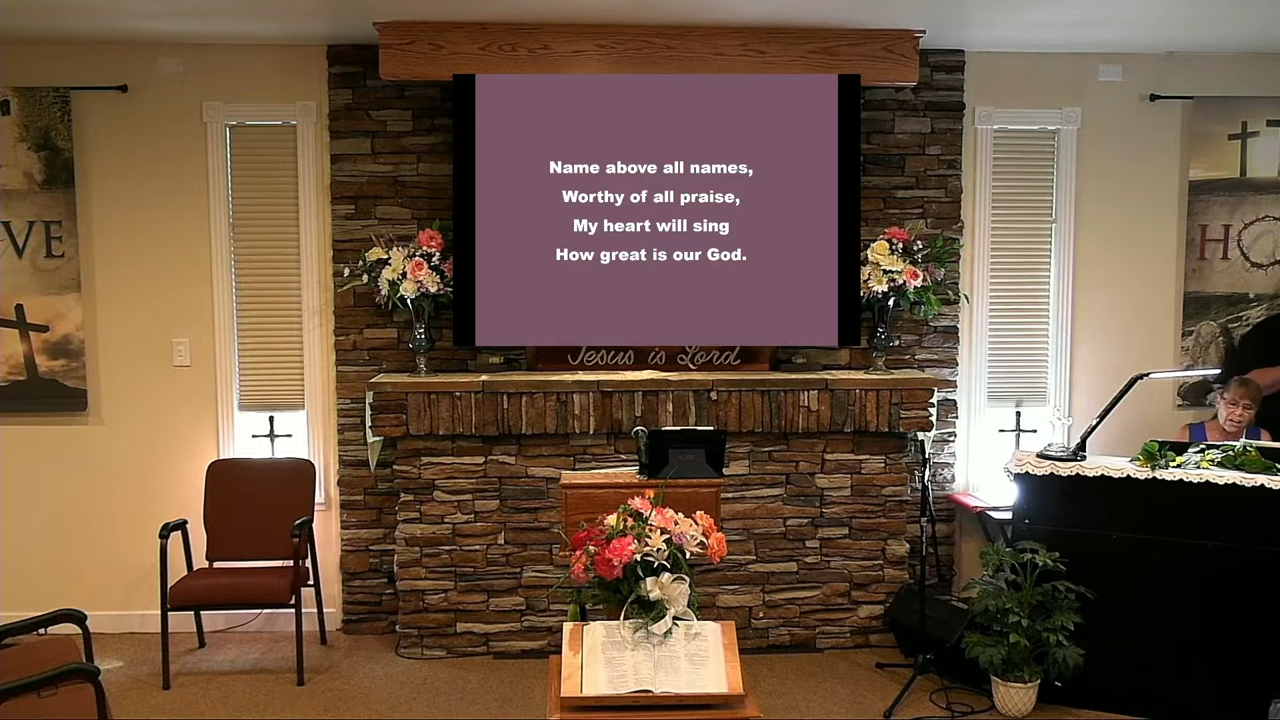 Name above all names,
Worthy of all praise,
My heart will sing
How great is our God.
Jesus is Lord
VE
HO